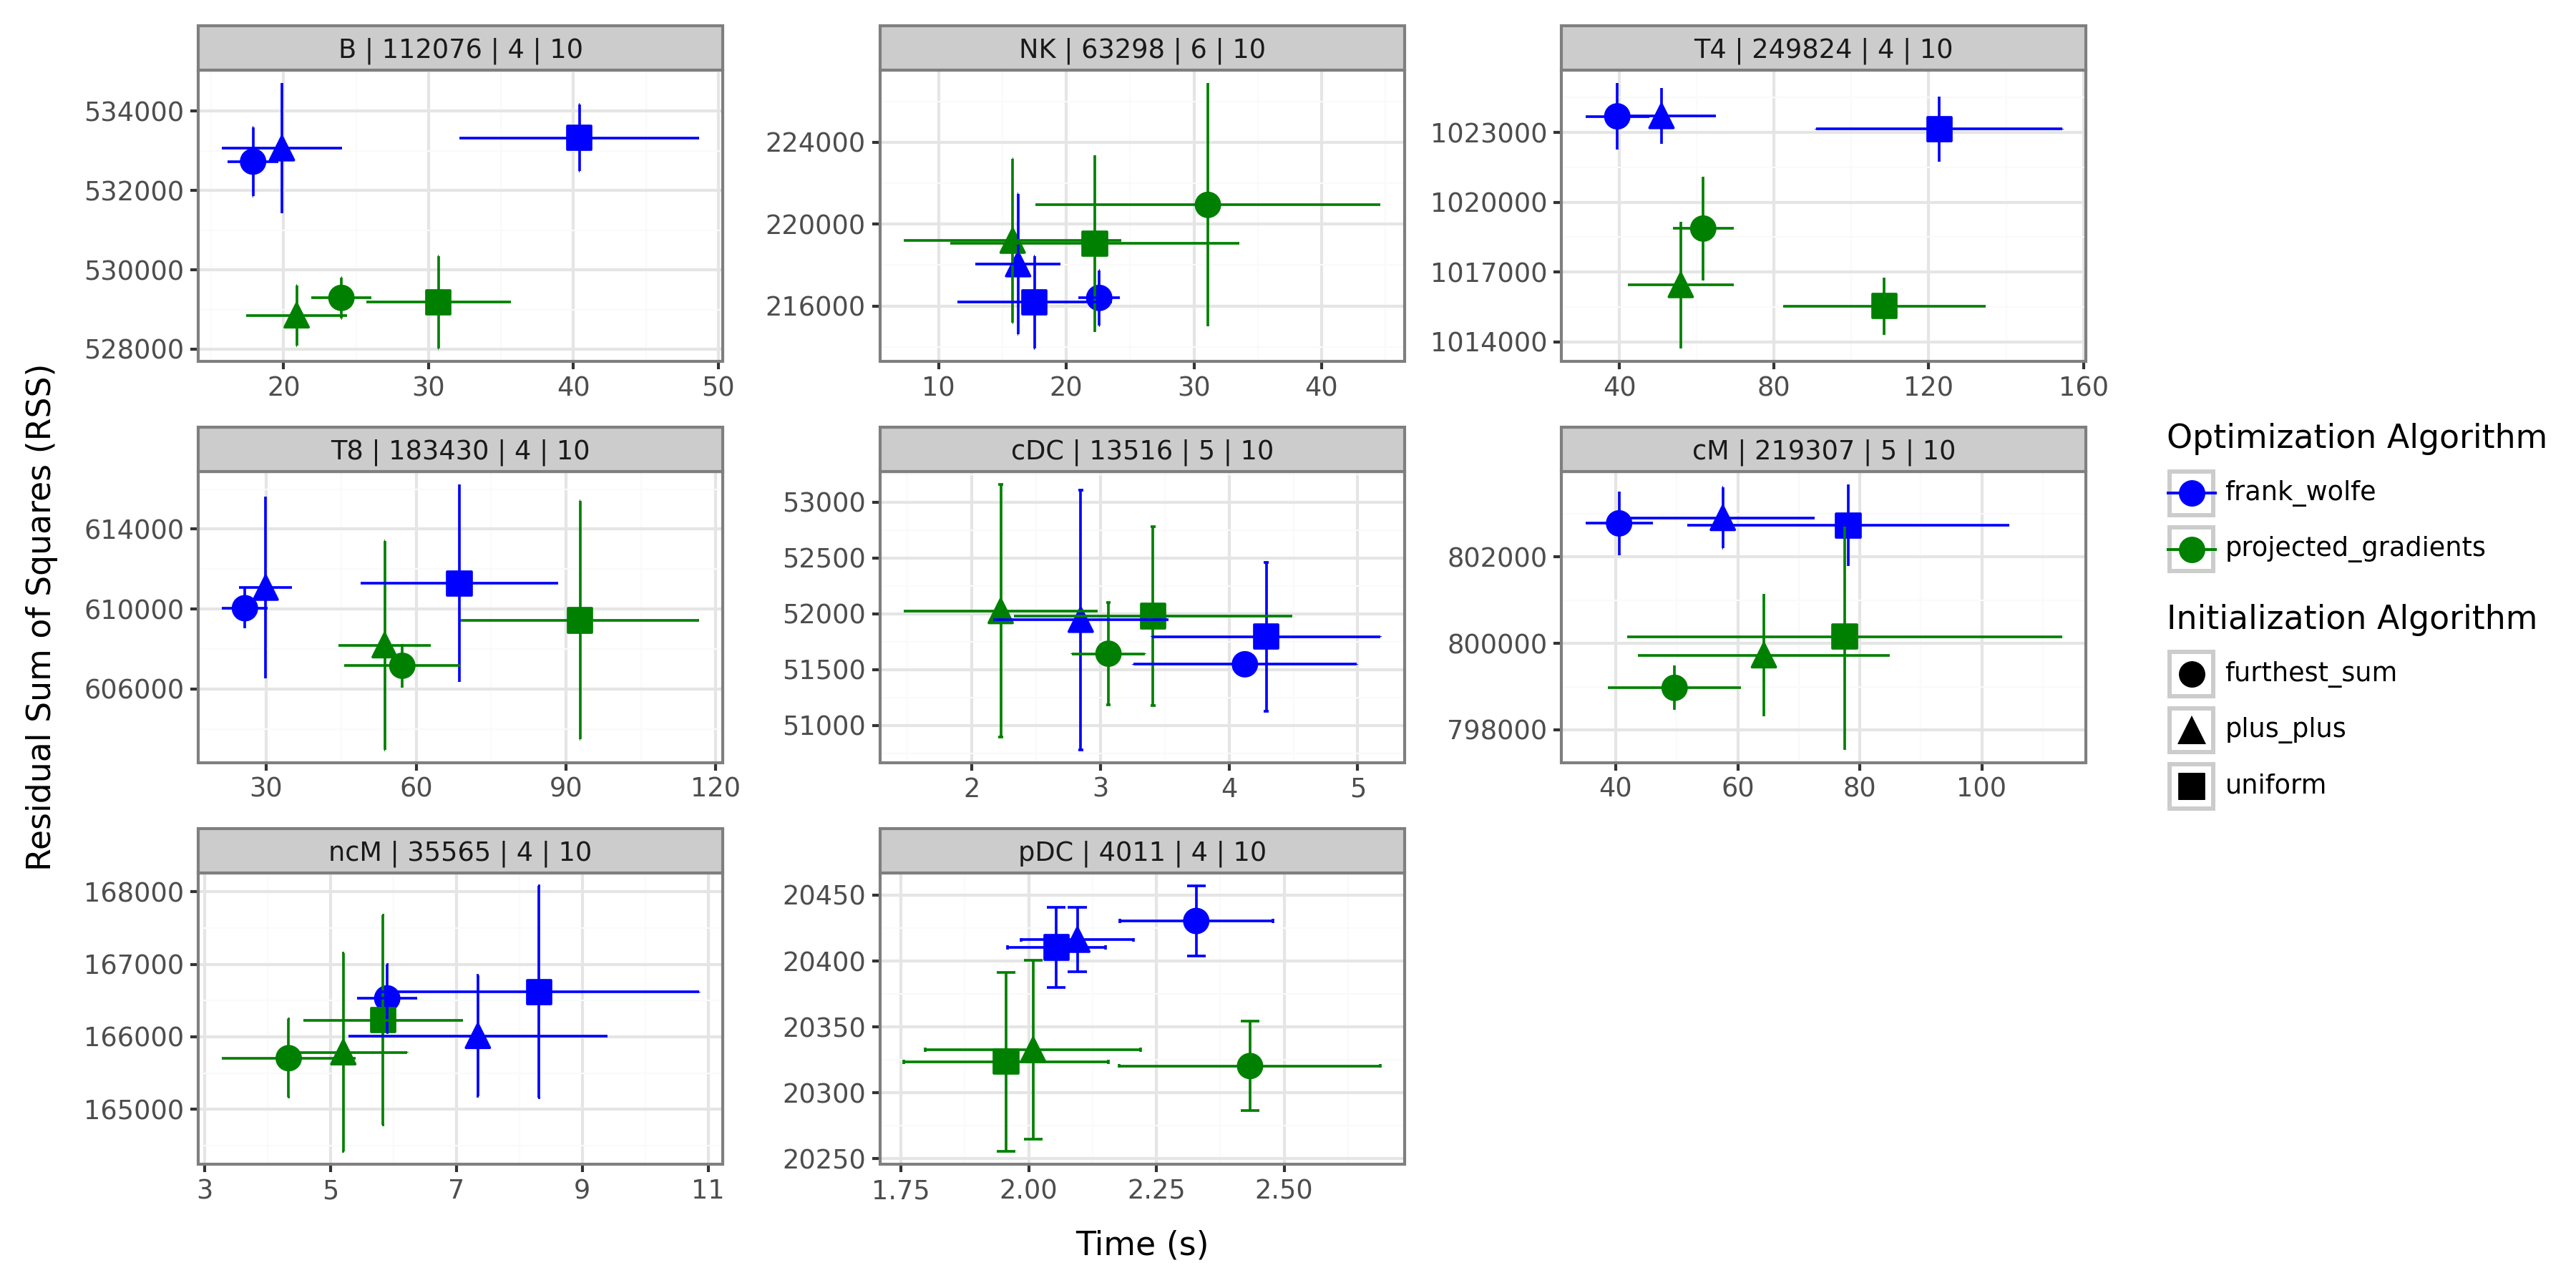 B | 112076 | 4 | 10
NK | 63298 | 6 | 10
T4 | 249824 | 4 | 10
534000
532000
530000
528000
20 30 40 50
224000
220000
216000
10 20 30 40
1023000
1020000
1017000
1014000
40 80 120 160
T8 | 183430 | 4 | 10
cDC | 13516 | 5 | 10
cM | 219307 | 5 | 10
614000
610000
606000
30 60 90 120
53000
52500
52000
51500
51000
2 3 4 5
802000
800000
798000
40 60 80 100
ncM | 35565 | 4 | 10
pDC | 4011 | 4 | 10
168000
167000
166000
165000
3 5 7 9 11
20450
20400
20350
20300
20250
1.75 2.00 2.25 2.50
Residual Sum of Squares (RSS)
Time (s)
Optimization Algorithm
frank_wolfe
projected_gradients
Initialization Algorithm
furthest_sum
plus_plus
uniform